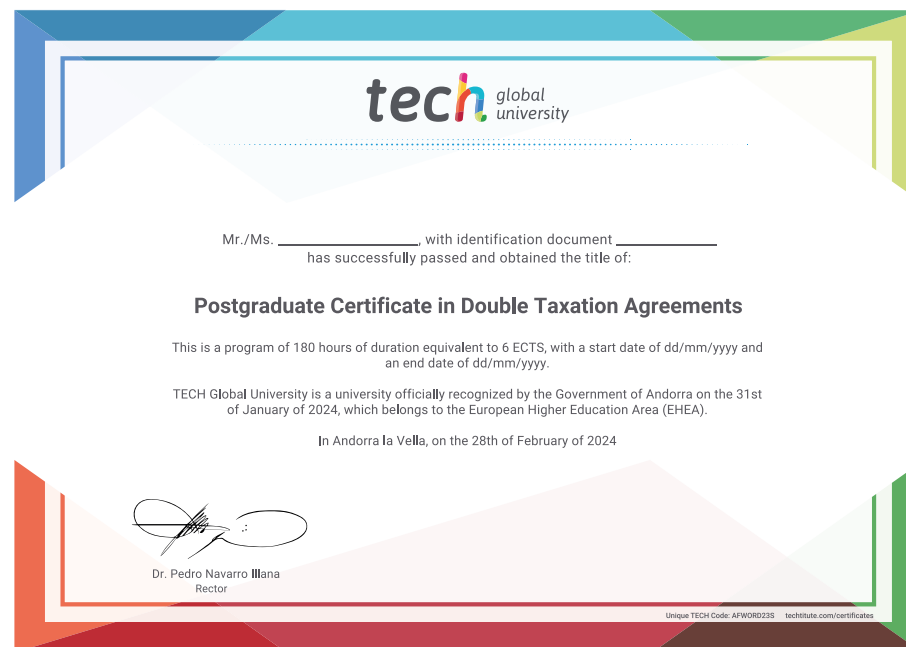 tech global
university
Mr./Ms. ________________, with identification document ____________
has successfully passed and obtained the title of:
Postgraduate Certificate in Double Taxation Agreements
This is a program of 180 hours of duration equivalent to 6 ECTS, with a start date of dd/mm/yyyy and
an end date of dd/mm/yyyy.
TECH Global University is a university officially recognized by the Government of Andorra on the 31st
of January of 2024, which belongs to the European Higher Education Area (EHEA).
In Andorra la Vella, on the 28th of February of 2024
Dr. Pedro Navarro Illana
Rector
Unique TECH Code: AFWORD23S techtitute.com/certificates